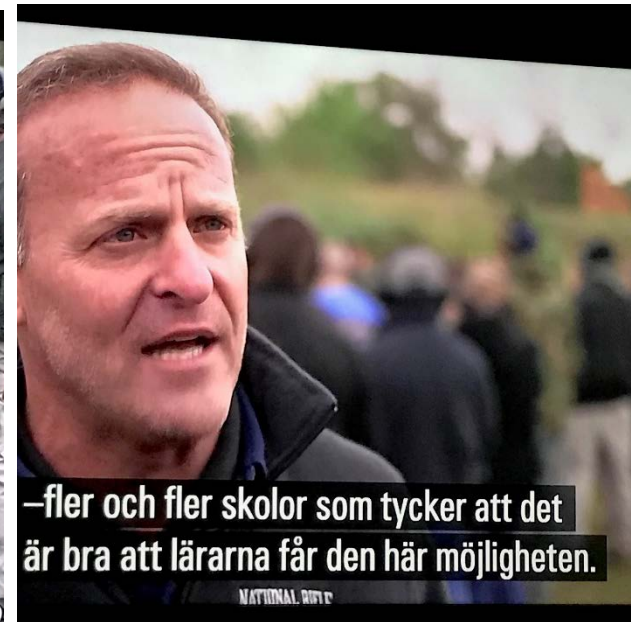 –fler och fler skolor som tycker att det
är bra att lärarna får den här möjligheten.
NATIONAL RIFLE